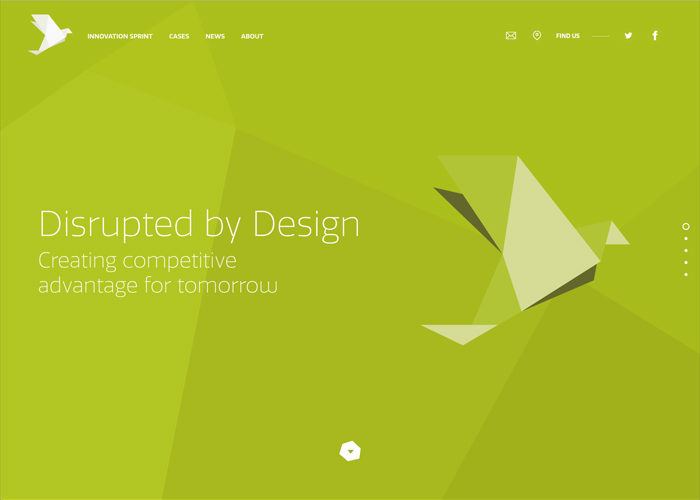 INNOVATION SPRINT CASES NEWS ABOUT FIND US
Disrupted by Design
Creating competitive
advantage for tomorrow